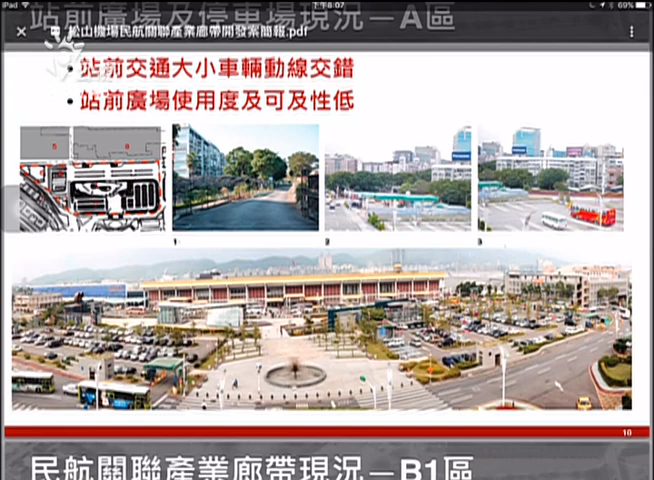 iPad
下午8:07
69%
站前廣場及停車場現況－A區
松山機場民航關聯產業廊帶開發案簡報.pdf
•站前交通大小車輛動線交錯
•站前廣場使用度及可及性低
5
6
1
2
3
10
民航關聯產業廊帶現況－B1區